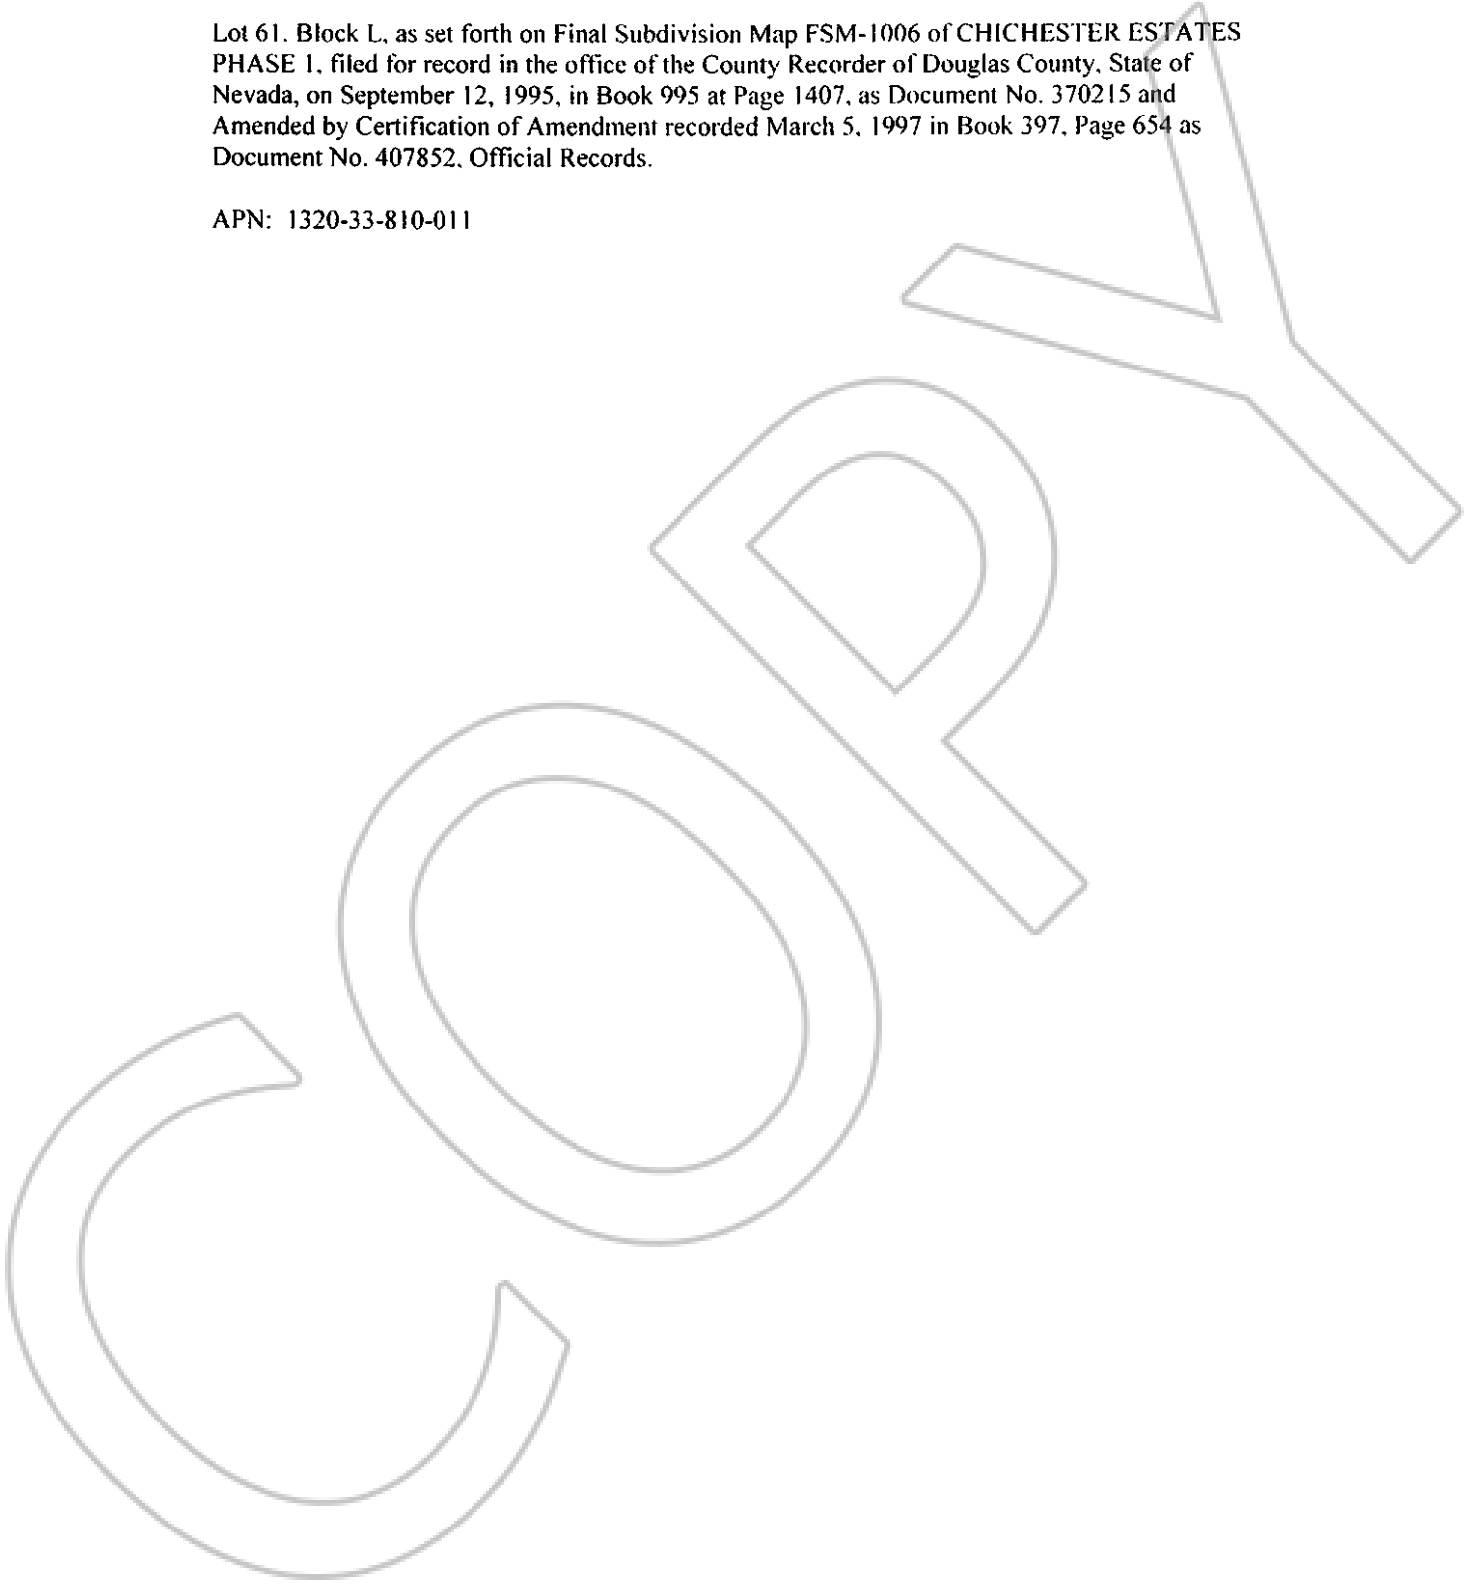 Lot 61. Block L, as set forth on Final Subdivision Map FSM-1006 of CHICHESTER ESTATES
PHASE 1, filed for record in the office of the County Recorder of Douglas County, State of
Nevada, on September 12, 1995, in Book 995 at Page 1407, as Document No. 370215 and
Amended by Certification of Amendment recorded March 5, 1997 in Book 397, Page 654 as
Document No. 407852, Official Records.
APN: 1320-33-810-011
COPY